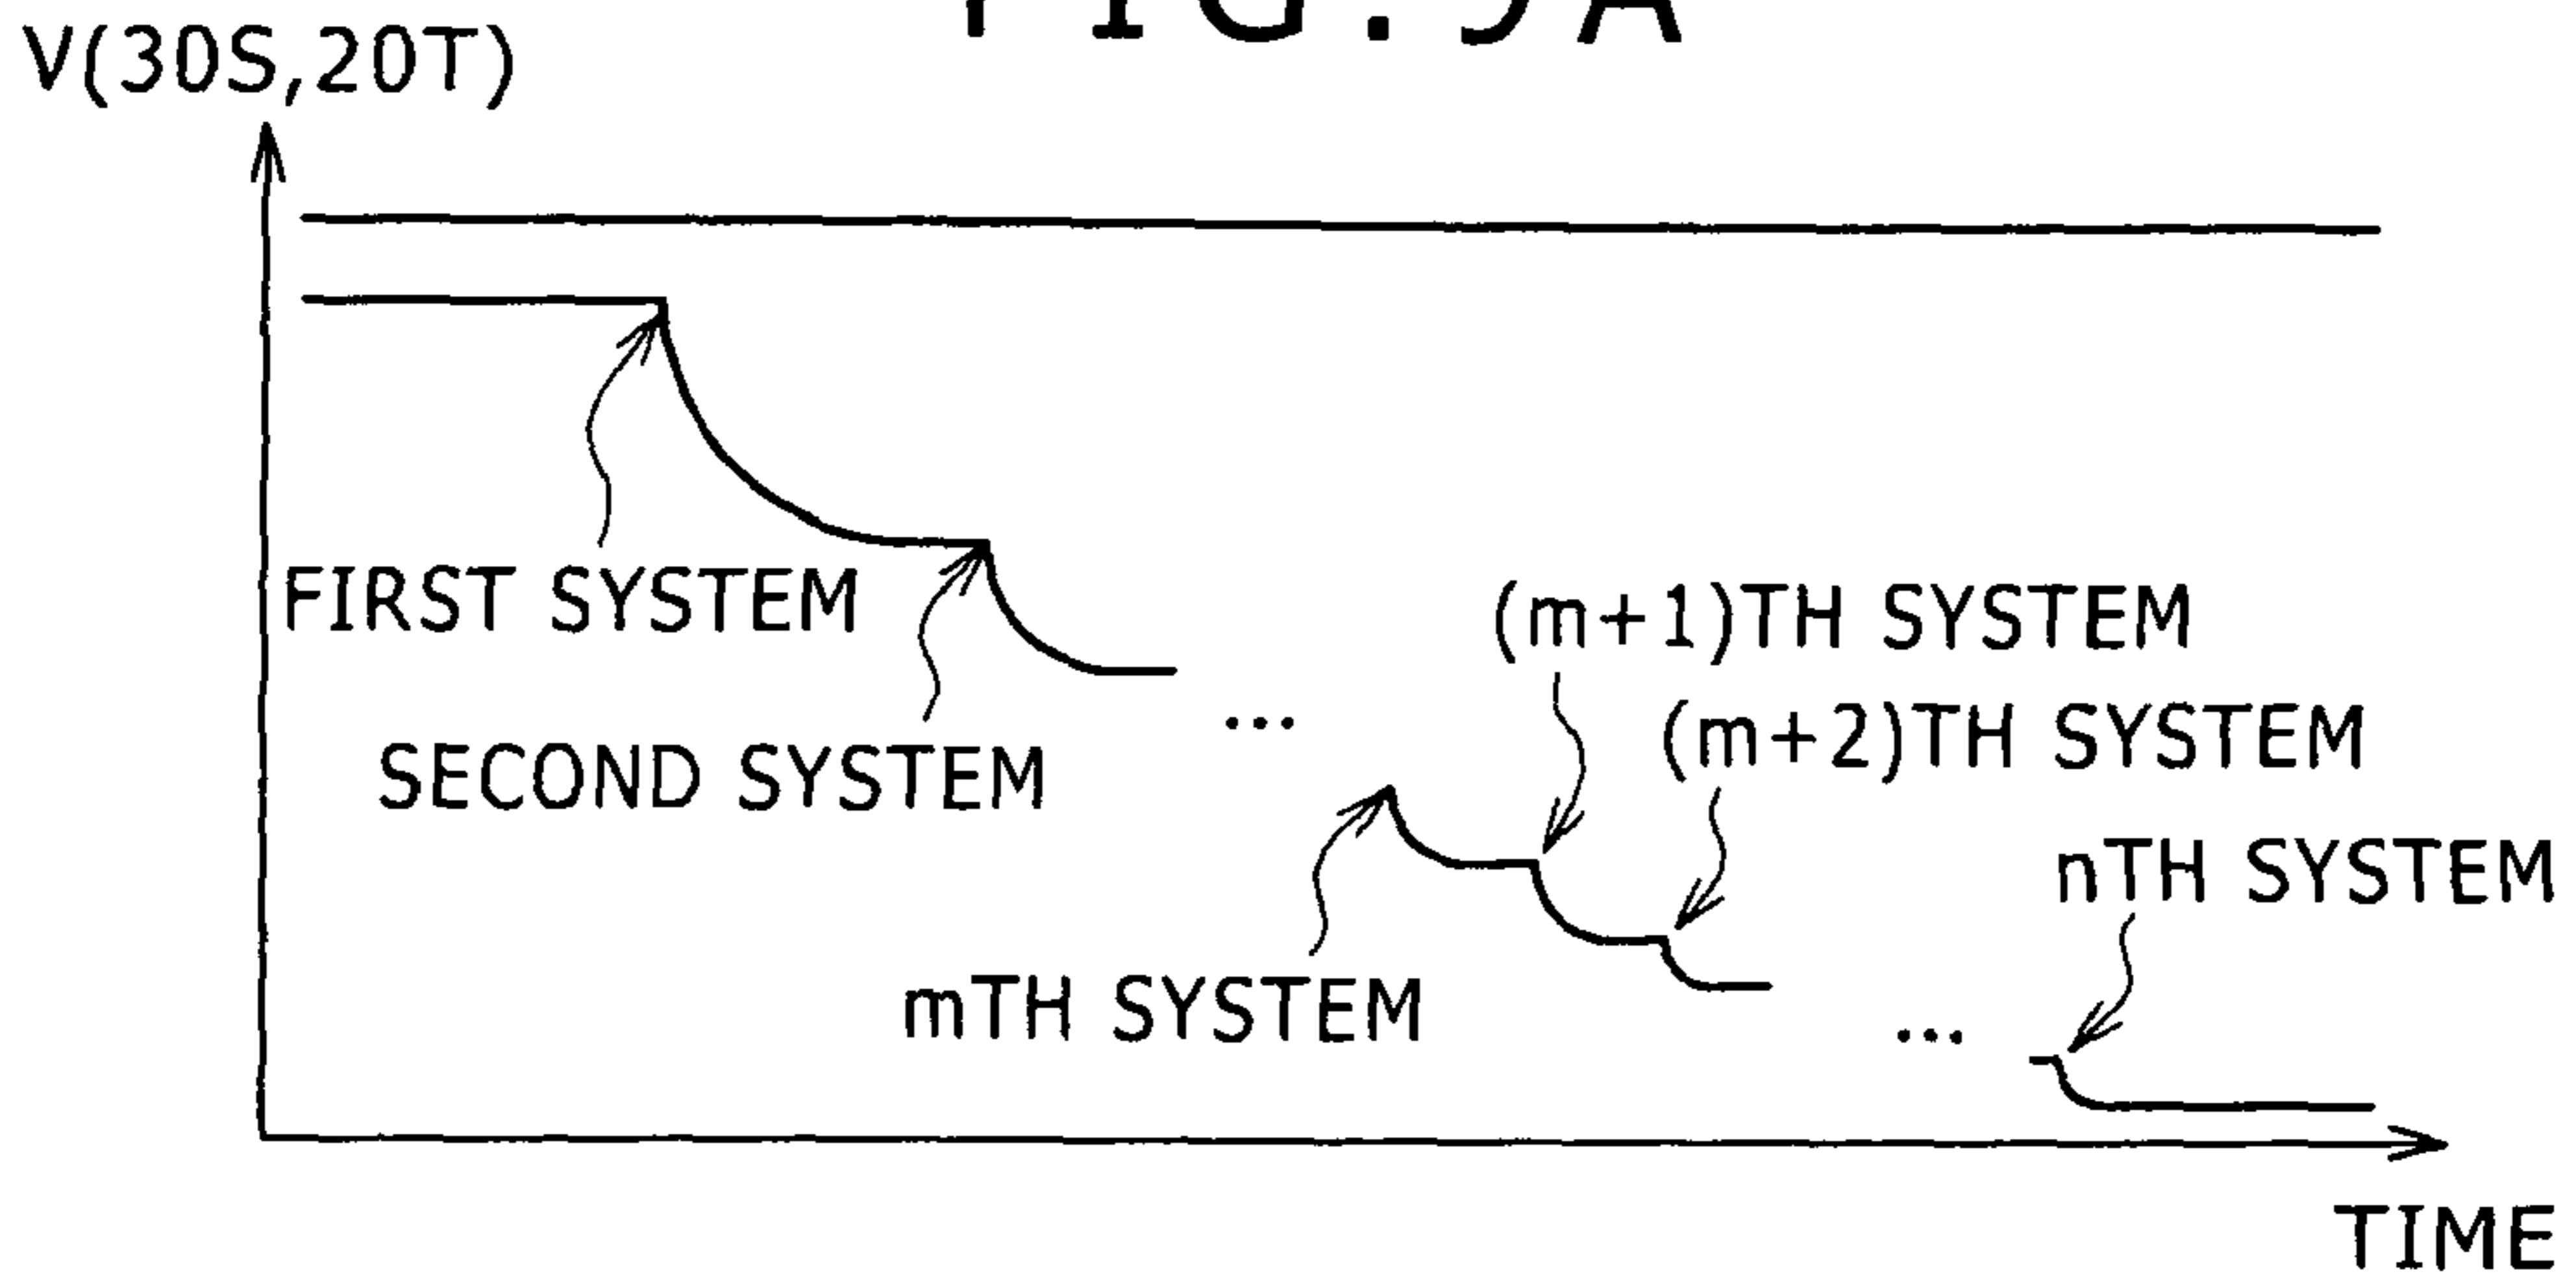 V(30S,20T)
FIRST SYSTEM
(m+1)TH SYSTEM
(m+2)TH SYSTEM
SECOND SYSTEM
nTH SYSTEM
mTH SYSTEM
...
...
TIME